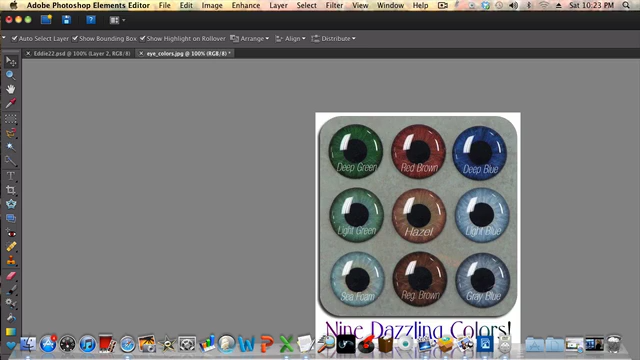 Adobe Photoshop Elements Editor File Edit Image Enhance Layer Select Filter View Window Help Sat 10:23 PM
Auto Select Layer Show Bounding Box Show Highlight on Rollover Arrange Align Distribute
Eddie22.psd @ 100% (Layer 2, RGB/8) eye_colors.jpg @ 100% (RGB/8) *
Deep Green Red Brown Deep Blue
Light Green Hazel Light Blue
Sea Foam Reg. Brown Gray Blue
Nine Dazzling Colors!